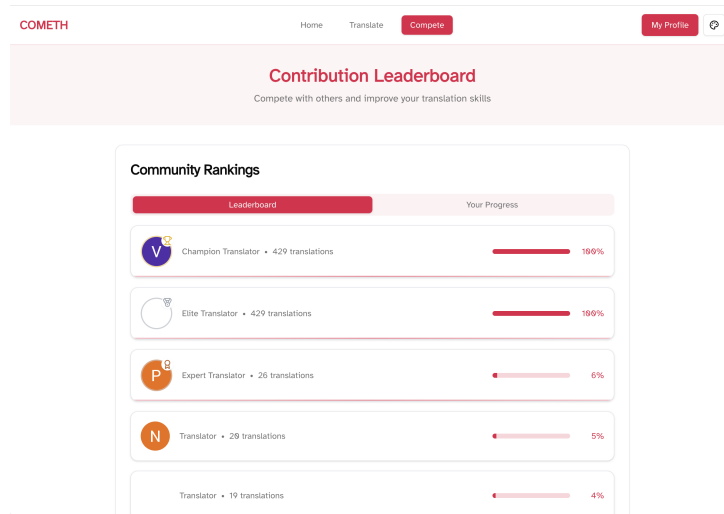 COMETH
Home
Translate
Compete
My Profile
Contribution Leaderboard
Compete with others and improve your translation skills
Community Rankings
Leaderboard
Your Progress
V
Champion Translator • 429 translations
100%
Elite Translator • 429 translations
100%
P
Expert Translator • 26 translations
6%
N
Translator • 20 translations
5%
Translator • 19 translations
4%